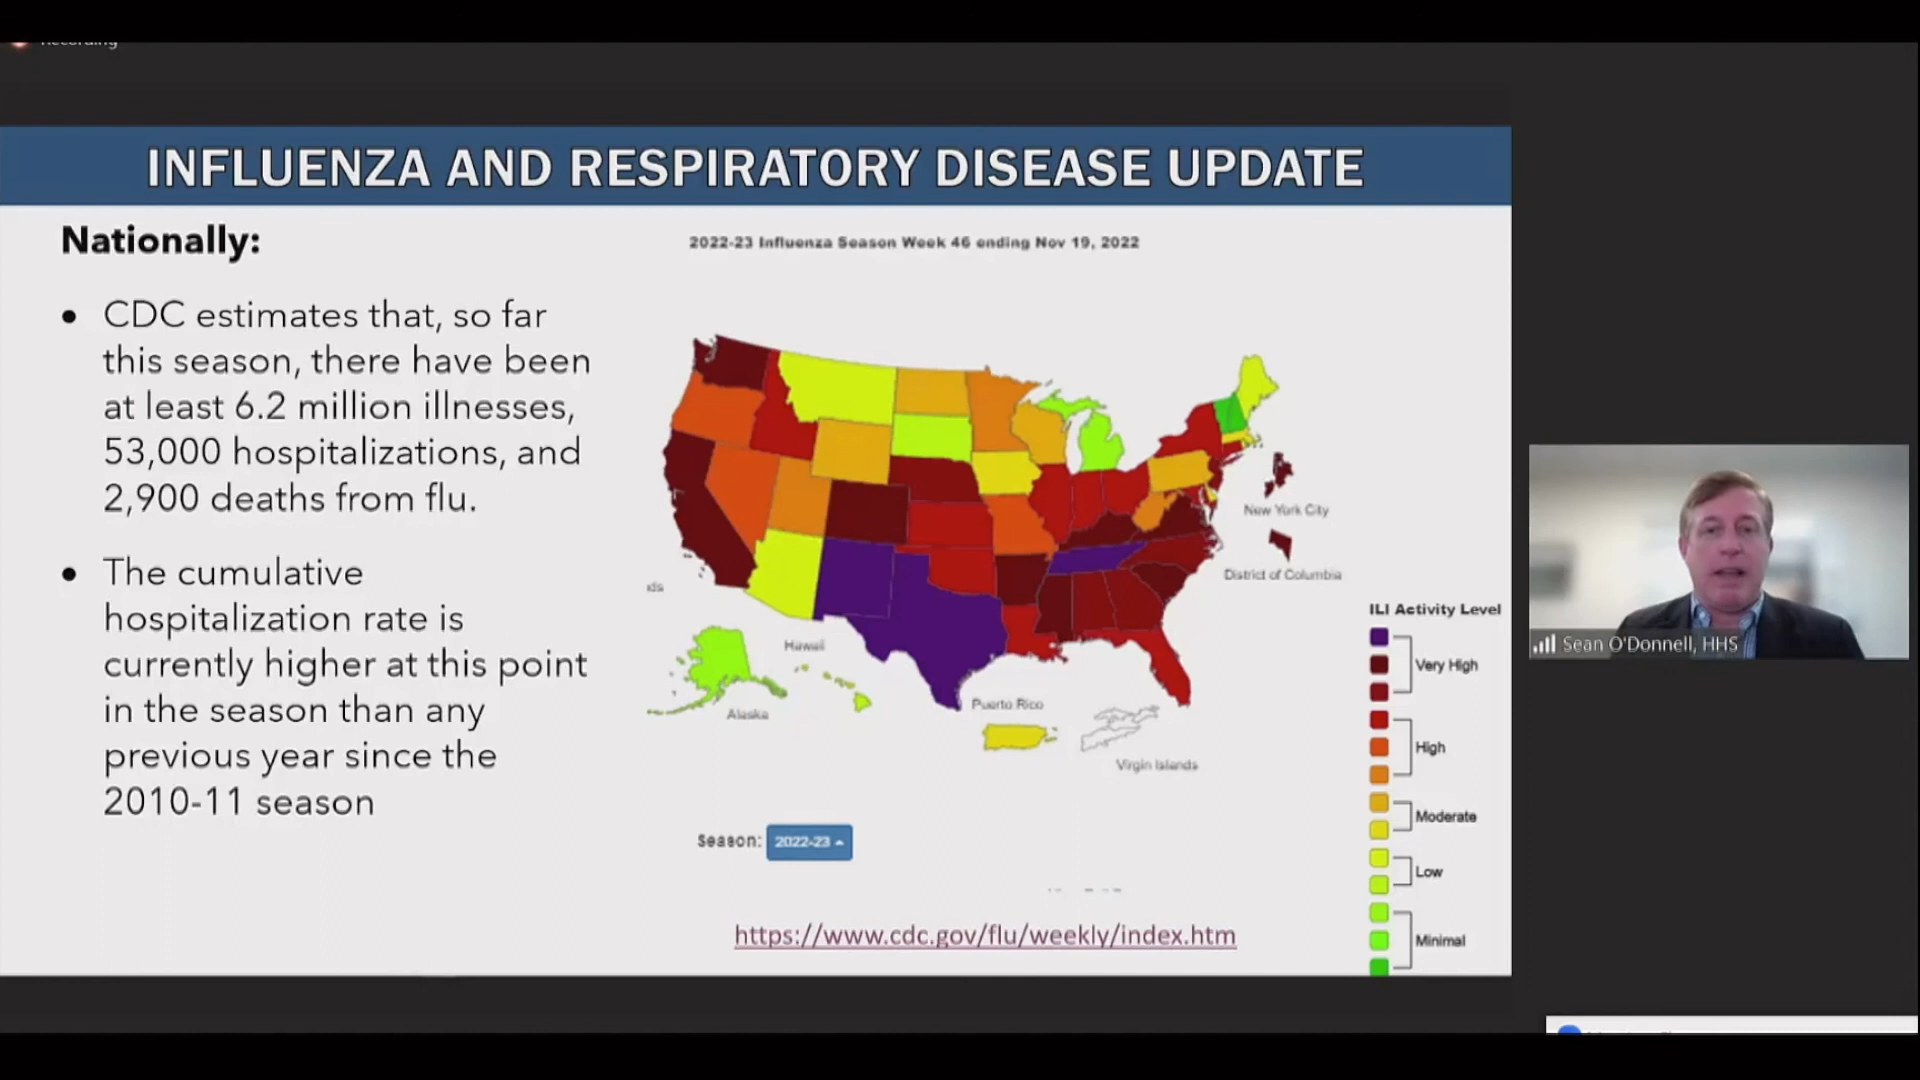 INFLUENZA AND RESPIRATORY DISEASE UPDATE
Nationally:
• CDC estimates that, so far
this season, there have been
at least 6.2 million illnesses,
53,000 hospitalizations, and
2,900 deaths from flu.
• The cumulative
hospitalization rate is
currently higher at this point
in the season than any
previous year since the
2010-11 season
2022-23 Influenza Season Week 46 ending Nov 19, 2022
New York City
District of Columbia
ds
Hawaii
Alaska
Puerto Rico
Virgin Islands
ILI Activity Level
Very High
High
Moderate
Low
Minimal
Season: 2022-23
https://www.cdc.gov/flu/weekly/index.htm
Sean O'Donnell, HHS